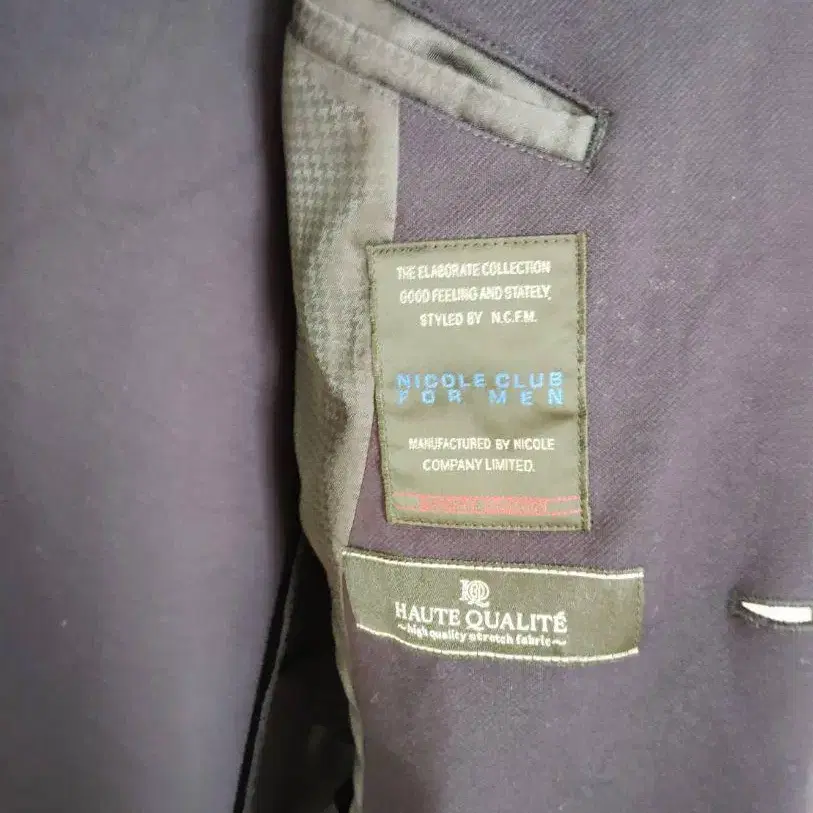 THE ELABORATE COLLECTION
GOOD FEELING AND STATELY,
STYLED BY N.C.F.M.
NICOLE CLUB
FOR MEN
MANUFACTURED BY NICOLE
COMPANY LIMITED.
HAUTE QUALITÉ
~high quality stretch fabric~